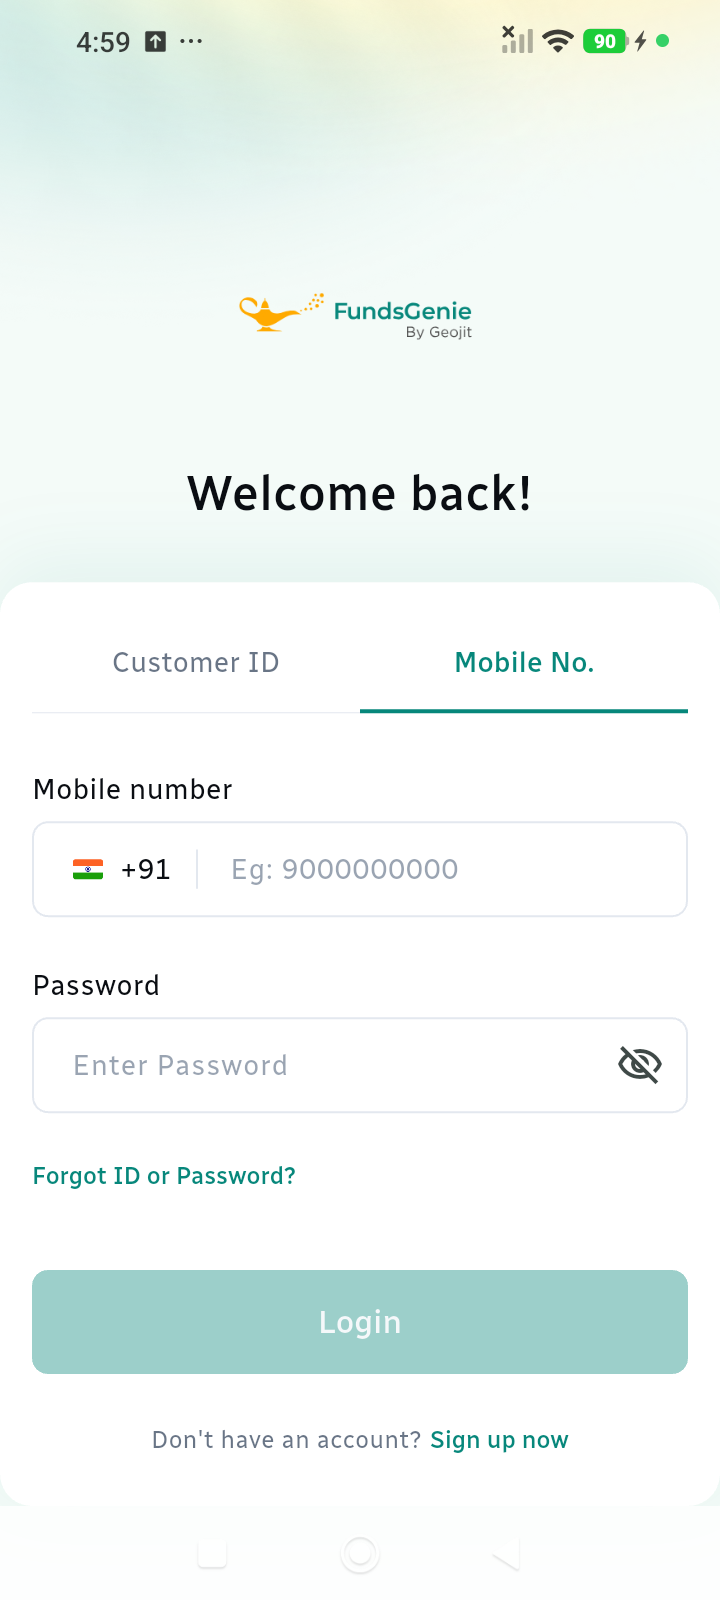 4:59
90
FundsGenie
By Geojit
Welcome back!
Customer ID
Mobile No.
Mobile number
+91
Eg: 9000000000
Password
Enter Password
Forgot ID or Password?
Login
Don't have an account? Sign up now